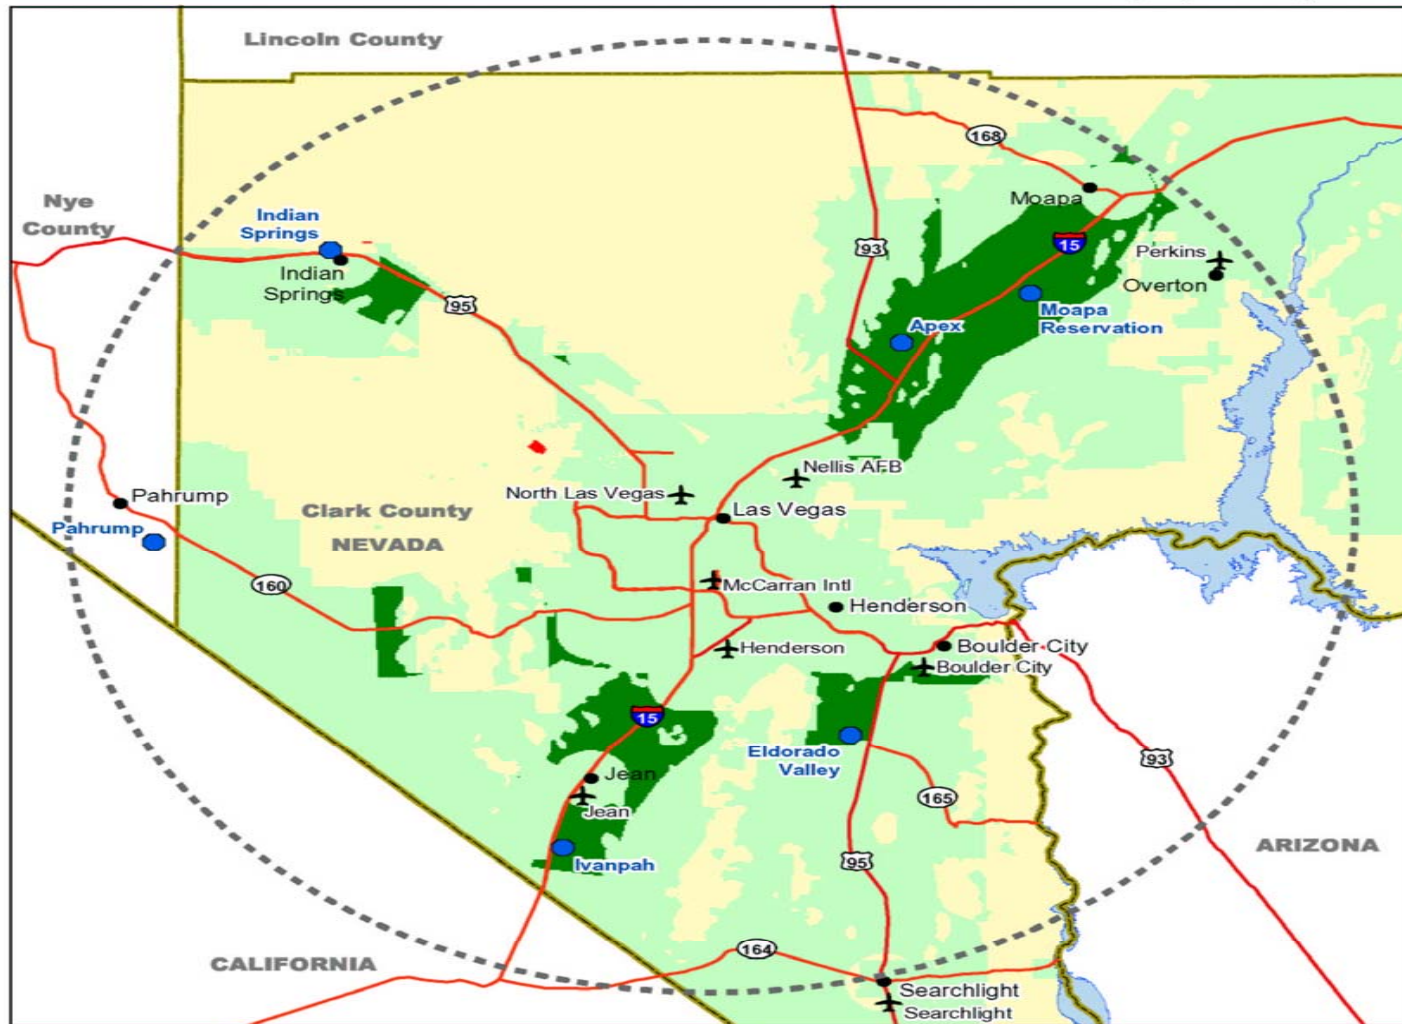 Lincoln County
168
Nye
County
Indian
Springs
Moapa
93
15
Perkins
Indian
Springs
Overton
95
Moapa
Reservation
Apex
Nellis AFB
North Las Vegas
Pahrump
Las Vegas
Clark County
NEVADA
Pahrump
160
McCarran Intl
Henderson
Henderson
Boulder City
Boulder City
15
Eldorado
Valley
93
Jean
165
Jean
ARIZONA
Ivanpah
95
164
CALIFORNIA
Searchlight
Searchlight